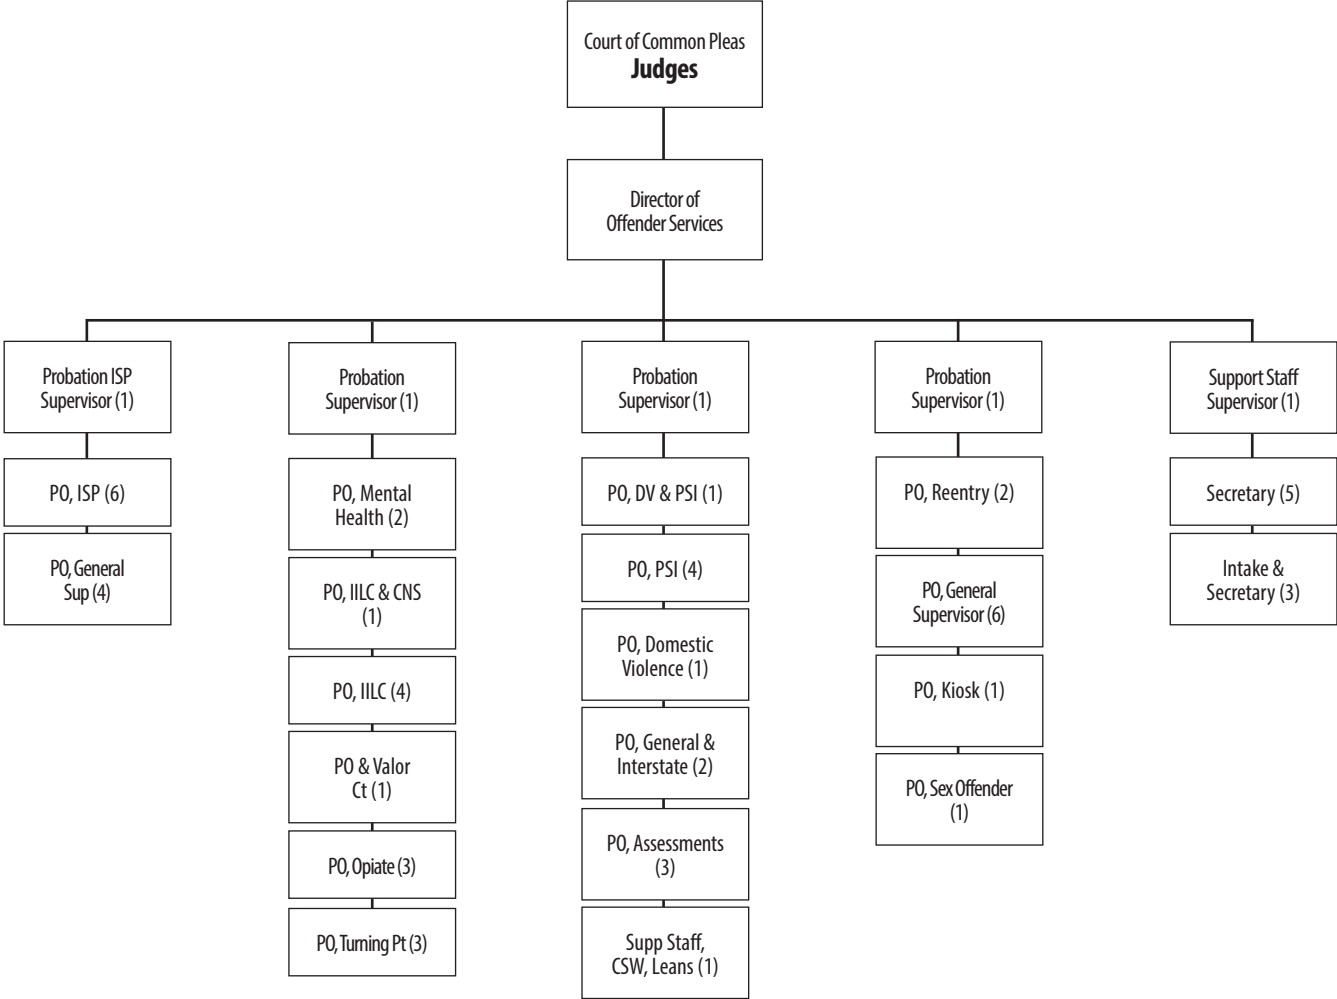 Court of Common Pleas
Judges
Director of
Offender Services
Probation ISP
Supervisor (1)
PO, ISP (6)
PO, General
Sup (4)
Probation
Supervisor (1)
PO, Mental
Health (2)
PO, IILC & CNS
(1)
PO, IILC (4)
PO & Valor
Ct (1)
PO, Opiate (3)
PO, Turning Pt (3)
Probation
Supervisor (1)
PO, DV & PSI (1)
PO, PSI (4)
PO, Domestic
Violence (1)
PO, General &
Interstate (2)
PO, Assessments
(3)
Supp Staff,
CSW, Leans (1)
Probation
Supervisor (1)
PO, Reentry (2)
PO, General
Supervisor (6)
PO, Kiosk (1)
PO, Sex Offender
(1)
Support Staff
Supervisor (1)
Secretary (5)
Intake &
Secretary (3)